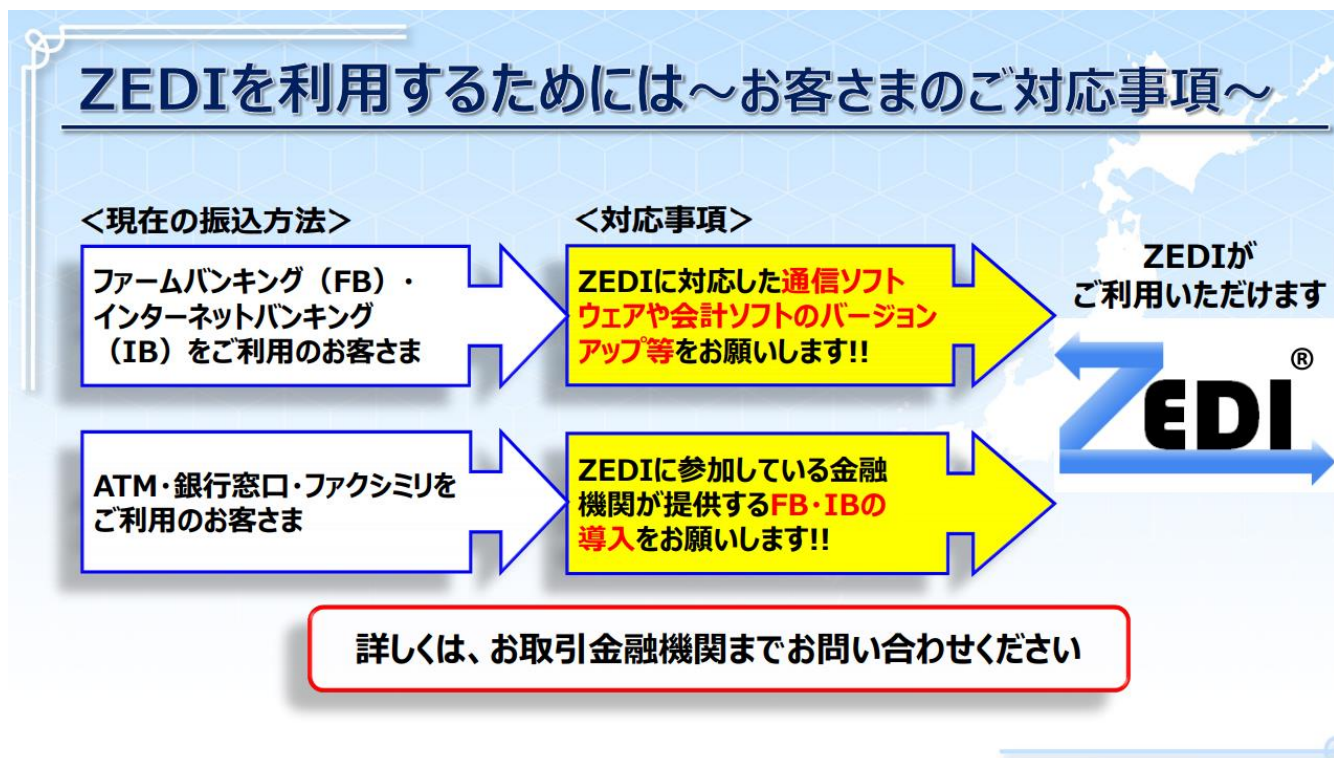 ZEDIを利用するためには～お客さまのご対応事項～
＜現在の振込方法＞
＜対応事項＞
ファームバンキング（FB）・
インターネットバンキング
（IB）をご利用のお客さま
ZEDIに対応した通信ソフト
ウェアや会計ソフトのバージョン
アップ等をお願いします!!
ZEDIが
ご利用いただけます
ZEDI®
ATM･銀行窓口･ファクシミリを
ご利用のお客さま
ZEDIに参加している金融
機関が提供するFB･IBの
導入をお願いします!!
詳しくは、お取引金融機関までお問い合わせください